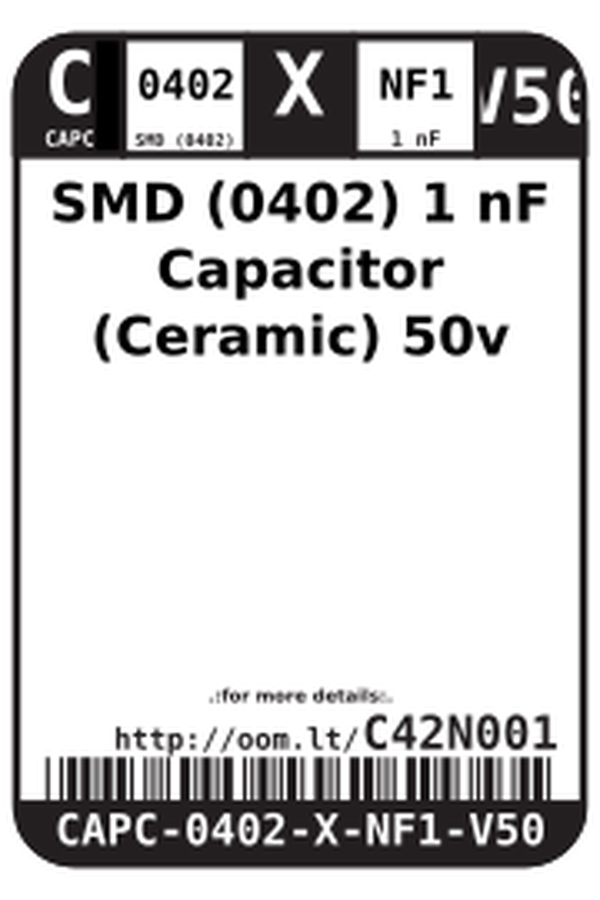 C 0402 X NF1 V50
CAPC SMD (0402) 1 nF
SMD (0402) 1 nF
Capacitor
(Ceramic) 50v
.:for more details:.
http://oom.lt/C42N001
CAPC-0402-X-NF1-V50